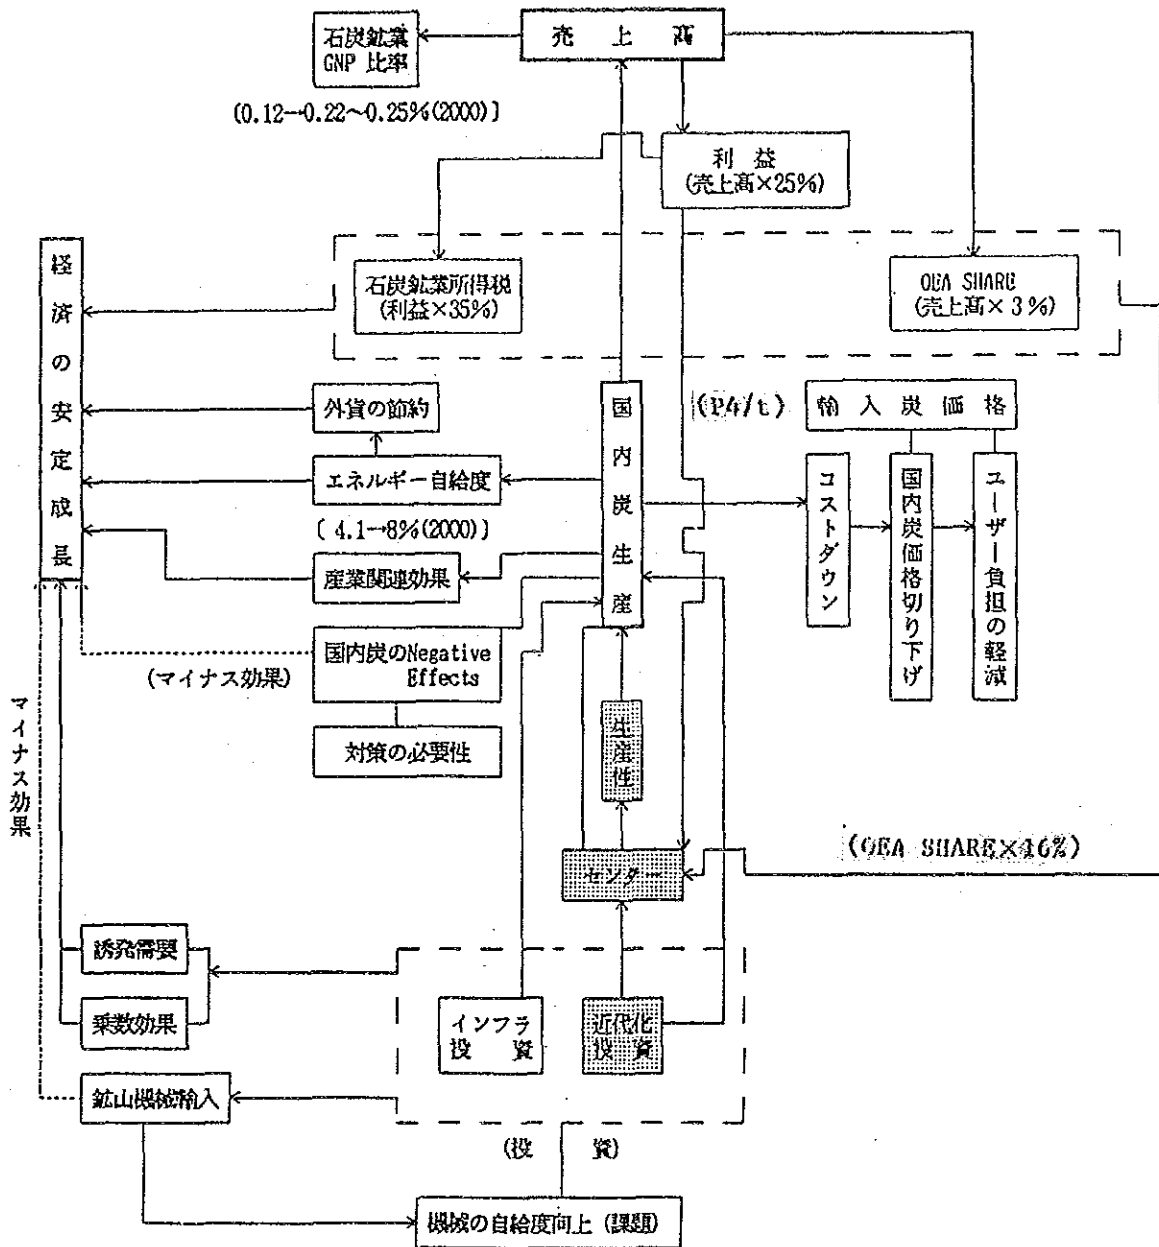 石炭鉱業
GNP 比率
売上高
(0.12→0.22〜0.25%(2000)]
利益
(売上高×25%)
経済の安定成長
石炭鉱業所得税
(利益×35%)
OEA SHARE
(売上高×3%)
外貨の節約
国内炭生産
(P4/t)
輸入炭価格
エネルギー自給度
[ 4.1→8%(2000)]
コストダウン
国内炭価格切り下げ
ユーザー負担の軽減
産業関連効果
国内炭のNegative
Effects
(マイナス効果)
対策の必要性
マイナス効果
生産性
(OEA SHARE×46%)
センター
誘発需要
乗数効果
インフラ
投資
近代化
投資
鉱山機械輸入
(投資)
機械の自給度向上 (課題)